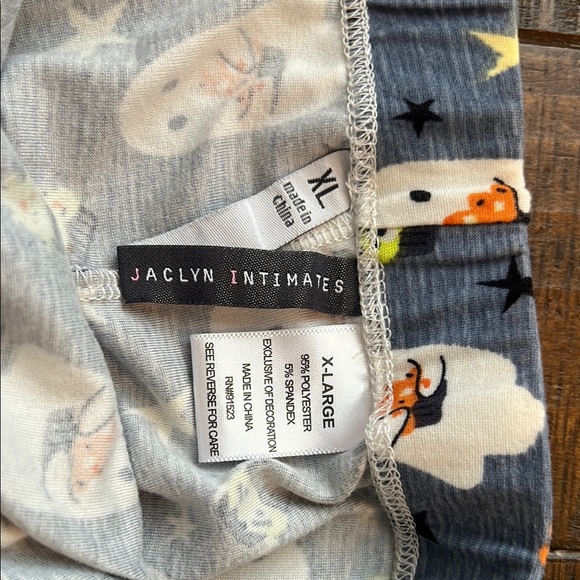 XL
made in
china
JACLYN INTIMATES
X-LARGE
95% POLYESTER
5% SPANDEX
EXCLUSIVE OF DECORATION
MADE IN CHINA
RN#91523
SEE REVERSE FOR CARE